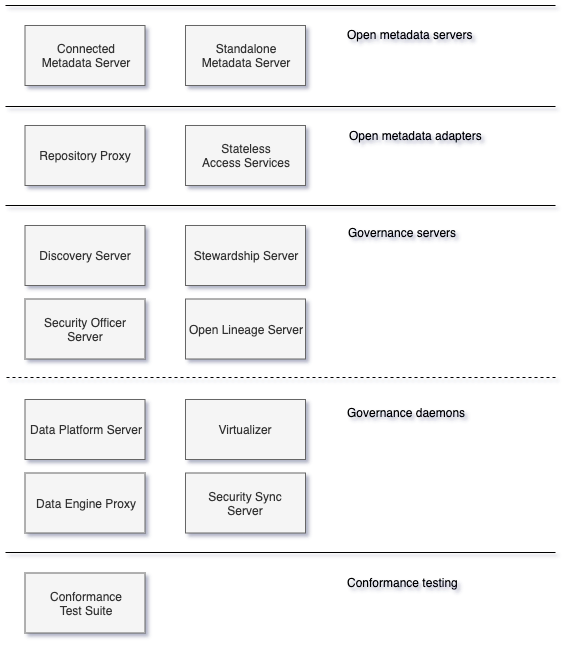 Open metadata servers
Connected
Metadata Server
Standalone
Metadata Server
Open metadata adapters
Repository Proxy
Stateless
Access Services
Governance servers
Discovery Server
Stewardship Server
Security Officer
Server
Open Lineage Server
Governance daemons
Data Platform Server
Virtualizer
Data Engine Proxy
Security Sync
Server
Conformance testing
Conformance
Test Suite